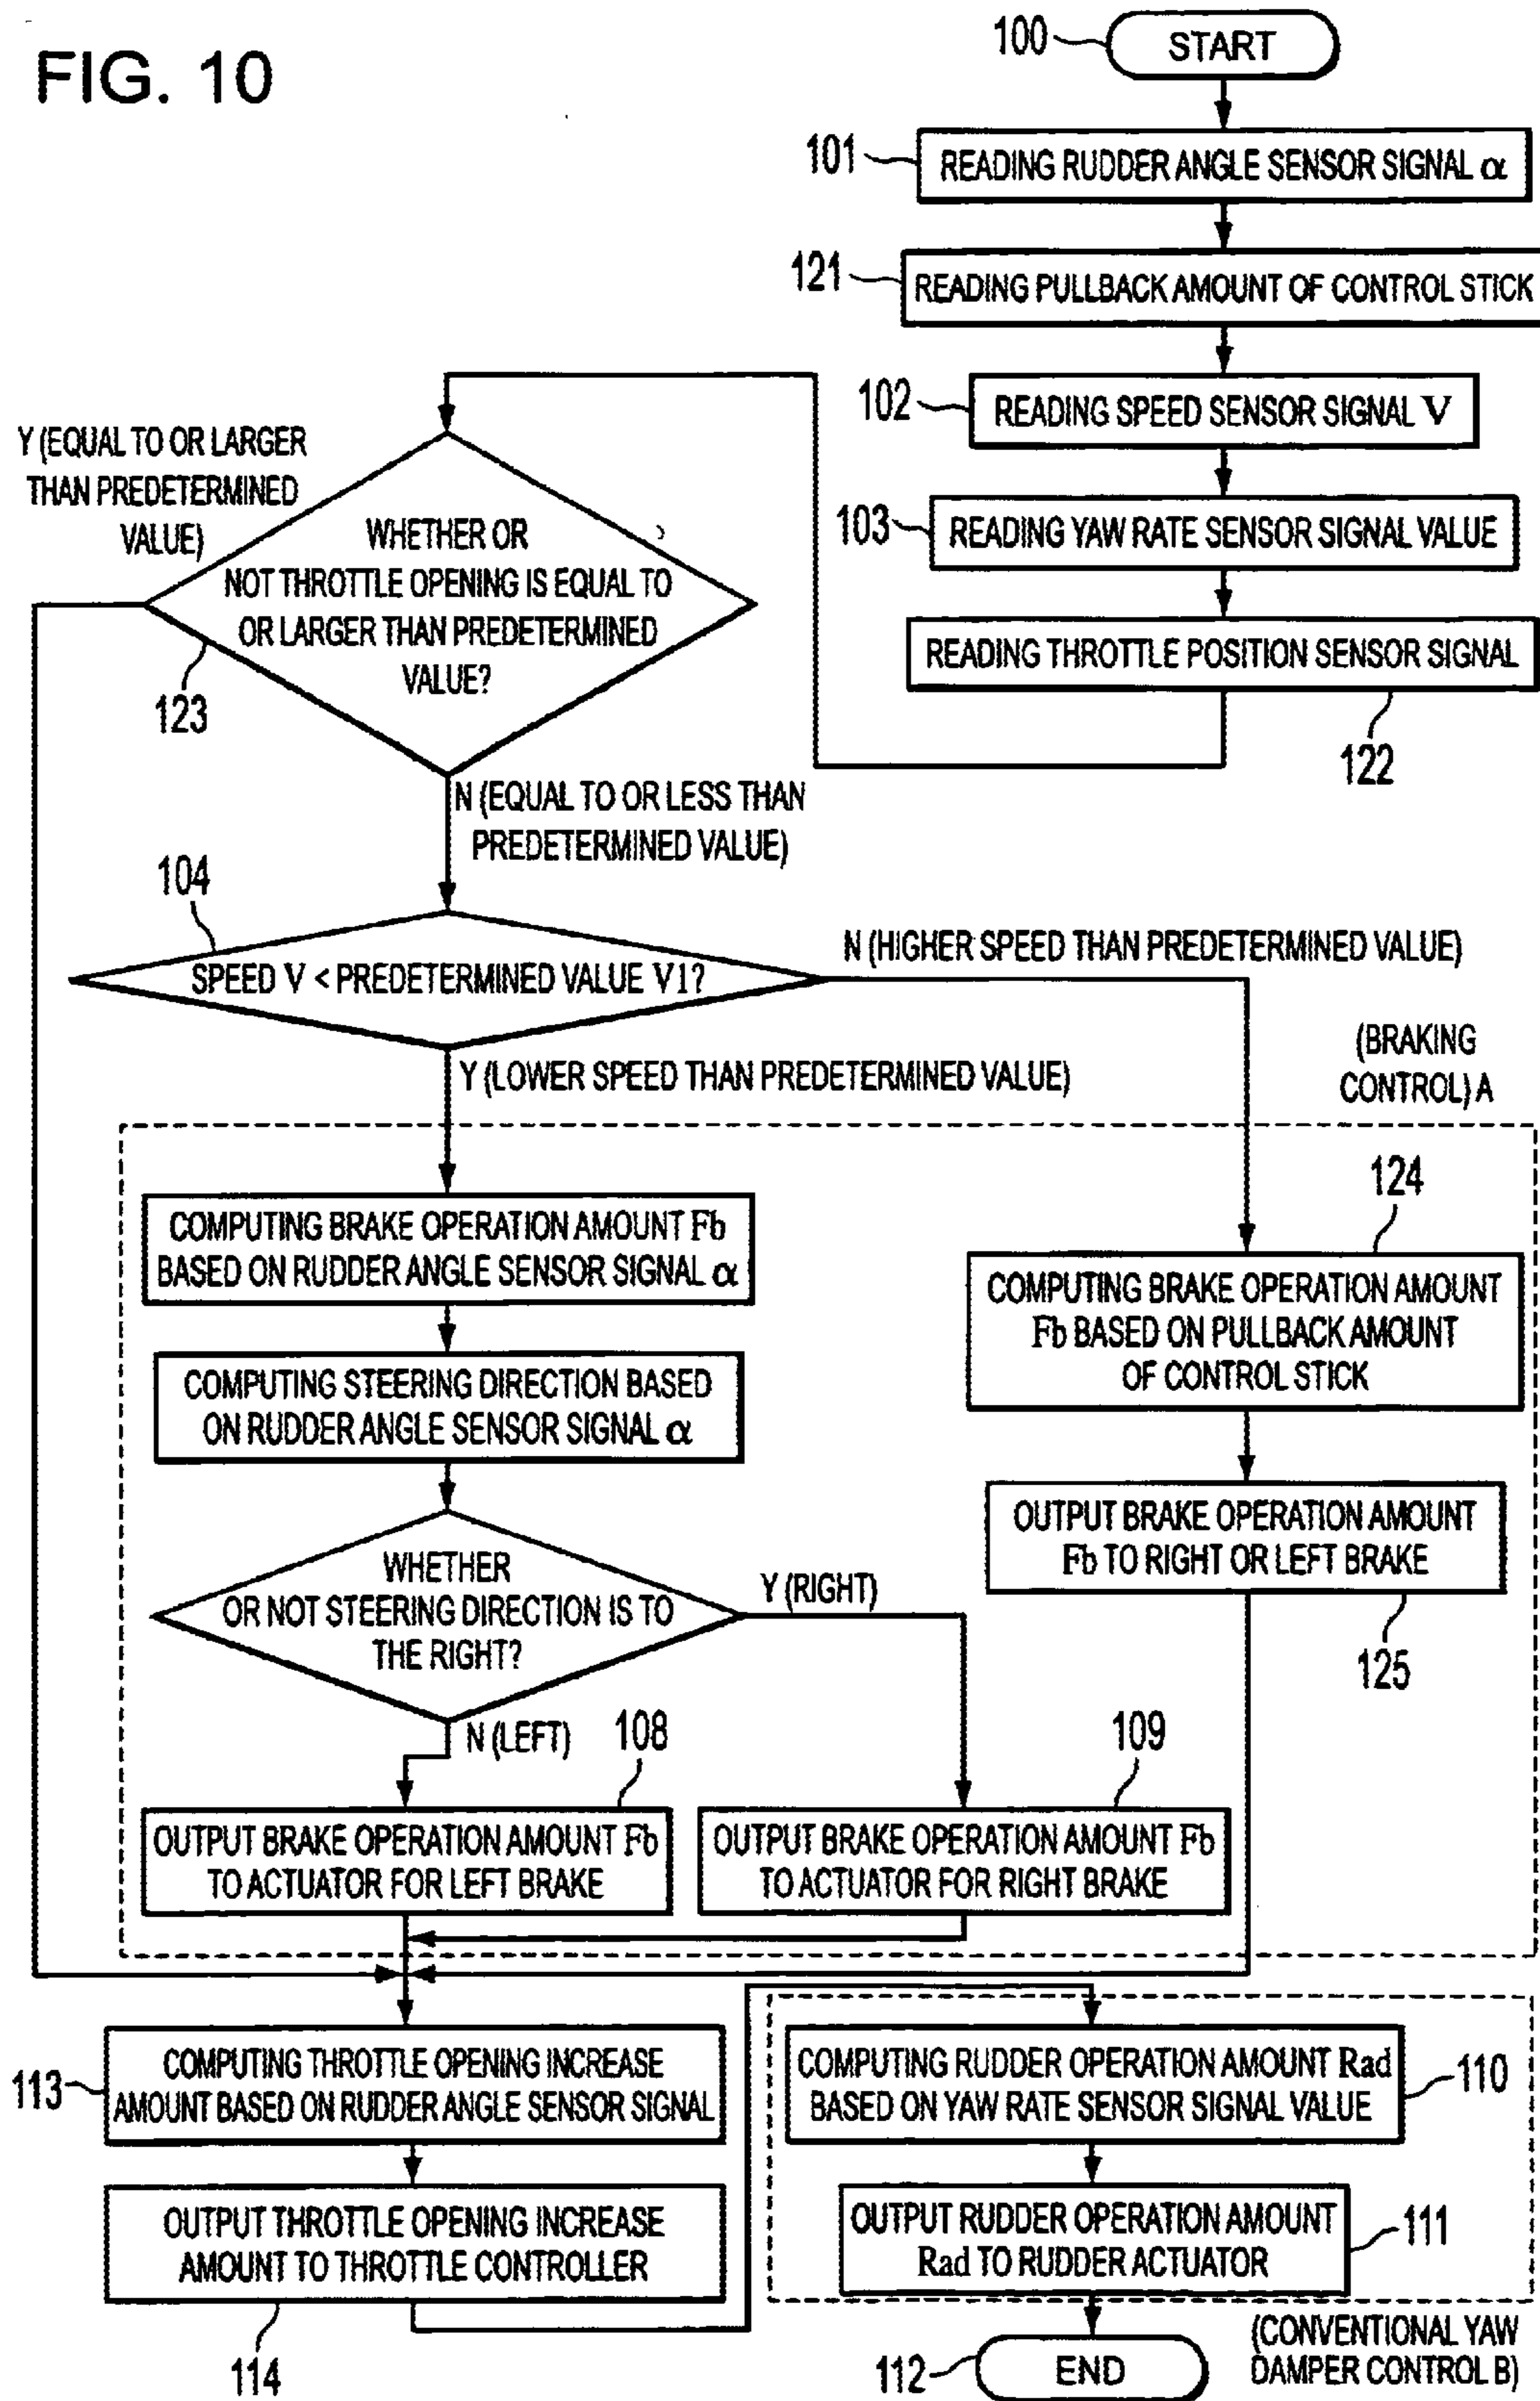 FIG. 10
100
START
101
READING RUDDER ANGLE SENSOR SIGNAL α
121
READING PULLBACK AMOUNT OF CONTROL STICK
102
READING SPEED SENSOR SIGNAL V
103
READING YAW RATE SENSOR SIGNAL VALUE
READING THROTTLE POSITION SENSOR SIGNAL
122
Y (EQUAL TO OR LARGER
THAN PREDETERMINED
VALUE)
WHETHER OR
NOT THROTTLE OPENING IS EQUAL TO
OR LARGER THAN PREDETERMINED
VALUE?
123
N (EQUAL TO OR LESS THAN
PREDETERMINED VALUE)
104
SPEED V < PREDETERMINED VALUE V1?
N (HIGHER SPEED THAN PREDETERMINED VALUE)
Y (LOWER SPEED THAN PREDETERMINED VALUE)
(BRAKING
CONTROL) A
COMPUTING BRAKE OPERATION AMOUNT Fb
BASED ON RUDDER ANGLE SENSOR SIGNAL α
COMPUTING STEERING DIRECTION BASED
ON RUDDER ANGLE SENSOR SIGNAL α
WHETHER
OR NOT STEERING DIRECTION IS TO
THE RIGHT?
Y (RIGHT)
N (LEFT)
108
OUTPUT BRAKE OPERATION AMOUNT Fb
TO ACTUATOR FOR LEFT BRAKE
109
OUTPUT BRAKE OPERATION AMOUNT Fb
TO ACTUATOR FOR RIGHT BRAKE
124
COMPUTING BRAKE OPERATION AMOUNT
Fb BASED ON PULLBACK AMOUNT
OF CONTROL STICK
OUTPUT BRAKE OPERATION AMOUNT
Fb TO RIGHT OR LEFT BRAKE
125
113
COMPUTING THROTTLE OPENING INCREASE
AMOUNT BASED ON RUDDER ANGLE SENSOR SIGNAL
OUTPUT THROTTLE OPENING INCREASE
AMOUNT TO THROTTLE CONTROLLER
114
COMPUTING RUDDER OPERATION AMOUNT Rad
BASED ON YAW RATE SENSOR SIGNAL VALUE
110
OUTPUT RUDDER OPERATION AMOUNT
Rad TO RUDDER ACTUATOR
111
112
END
(CONVENTIONAL YAW
DAMPER CONTROL B)